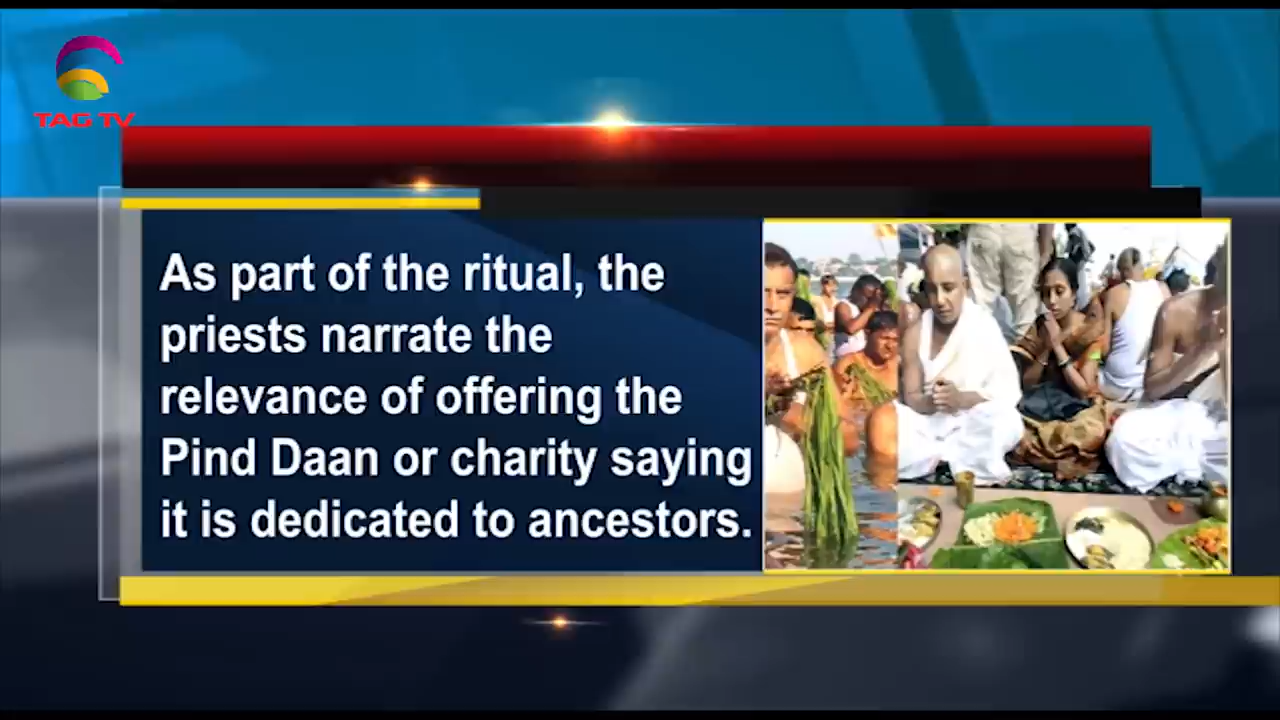 TAG TV
As part of the ritual, the
priests narrate the
relevance of offering the
Pind Daan or charity saying
it is dedicated to ancestors.